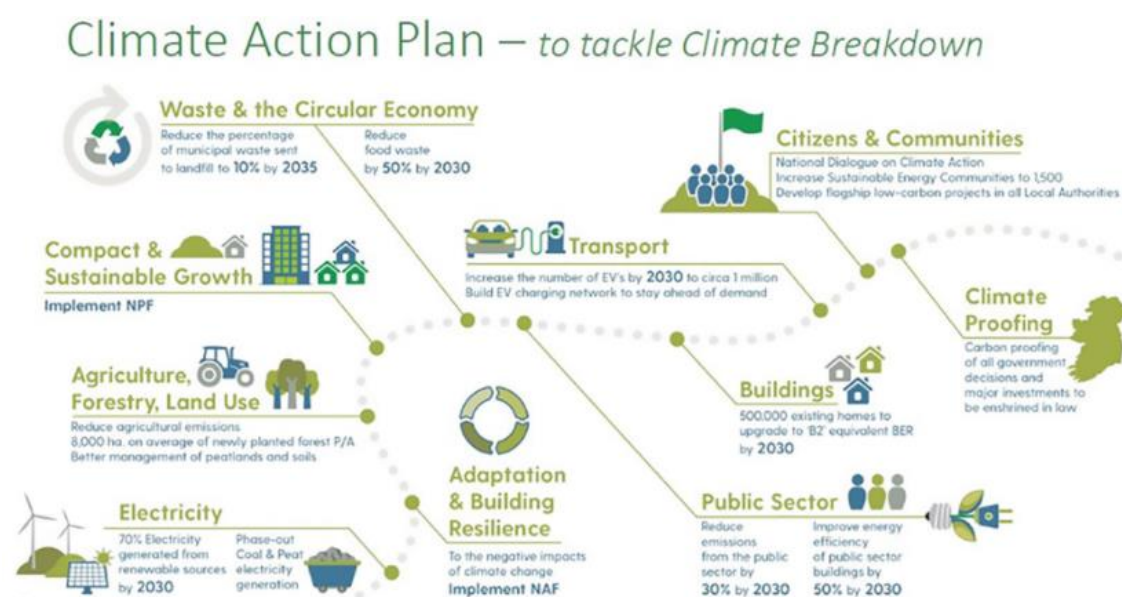 Climate Action Plan – to tackle Climate Breakdown
Waste & the Circular Economy
Reduce the percentage
of municipal waste sent
to landfill to 10% by 2035
Reduce
food waste
by 50% by 2030
Citizens & Communities
National Dialogue on Climate Action
Increase Sustainable Energy Communities to 1,500
Develop flagship low-carbon projects in all Local Authorities
Compact &
Sustainable Growth
Implement NPF
Transport
Increase the number of EV's by 2030 to circa 1 million
Build EV charging network to stay ahead of demand
Climate
Proofing
Carbon proofing
of all government
decisions and
major investments to
be enshrined in law
Agriculture,
Forestry, Land Use
Reduce agricultural emissions
8,000 ha. on average of newly planted forest P/A
Better management of peatlands and soils
Buildings
500,000 existing homes to
upgrade to 'B2' equivalent BER
by 2030
Adaptation
& Building
Resilience
To the negative impacts
of climate change
Implement NAF
Electricity
70% Electricity
generated from
renewable sources
by 2030
Phase-out
Coal & Peat
electricity
generation
Public Sector
Reduce
emissions
from the public
sector by
30% by 2030
Improve energy
efficiency
of public sector
buildings by
50% by 2030